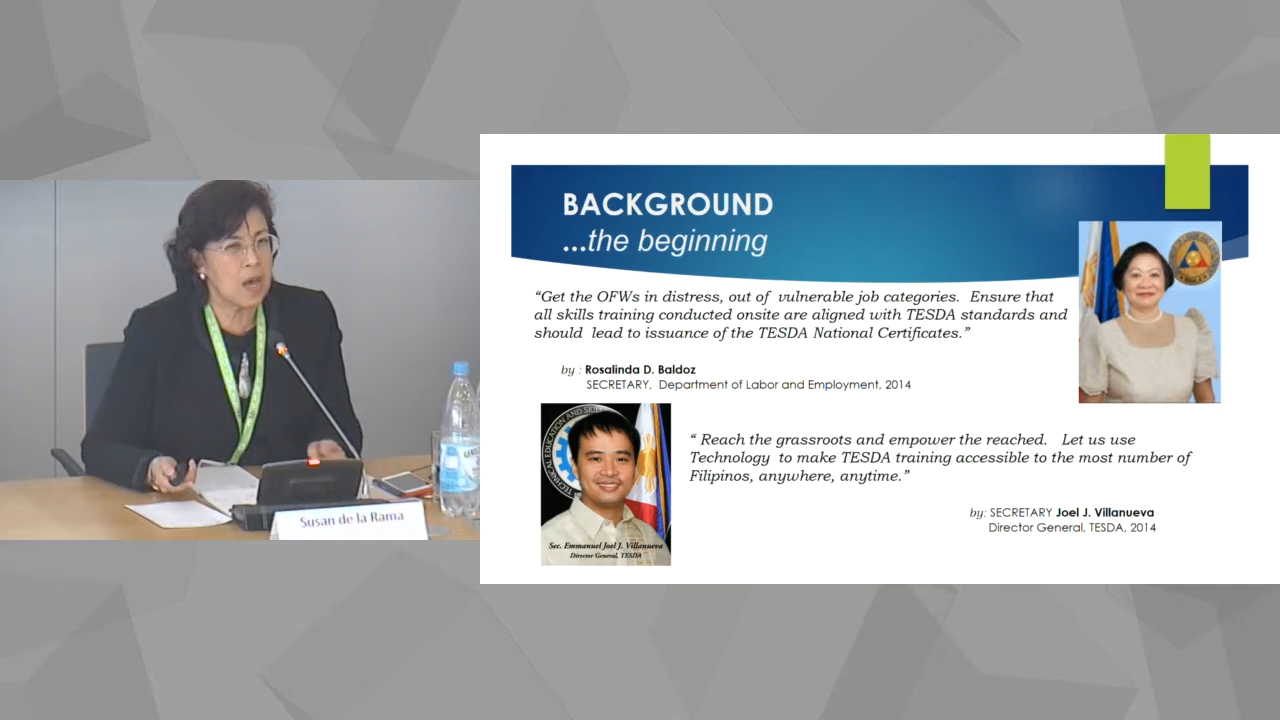 BACKGROUND
...the beginning
“Get the OFWs in distress, out of vulnerable job categories. Ensure that
all skills training conducted onsite are aligned with TESDA standards and
should lead to issuance of the TESDA National Certificates.”
by : Rosalinda D. Baldoz
SECRETARY, Department of Labor and Employment, 2014
“ Reach the grassroots and empower the reached. Let us use
Technology to make TESDA training accessible to the most number of
Filipinos, anywhere, anytime.”
by: SECRETARY Joel J. Villanueva
Director General, TESDA, 2014
Sec. Emmanuel Joel J. Villanueva
Director General, TESDA
Susan de la Rama